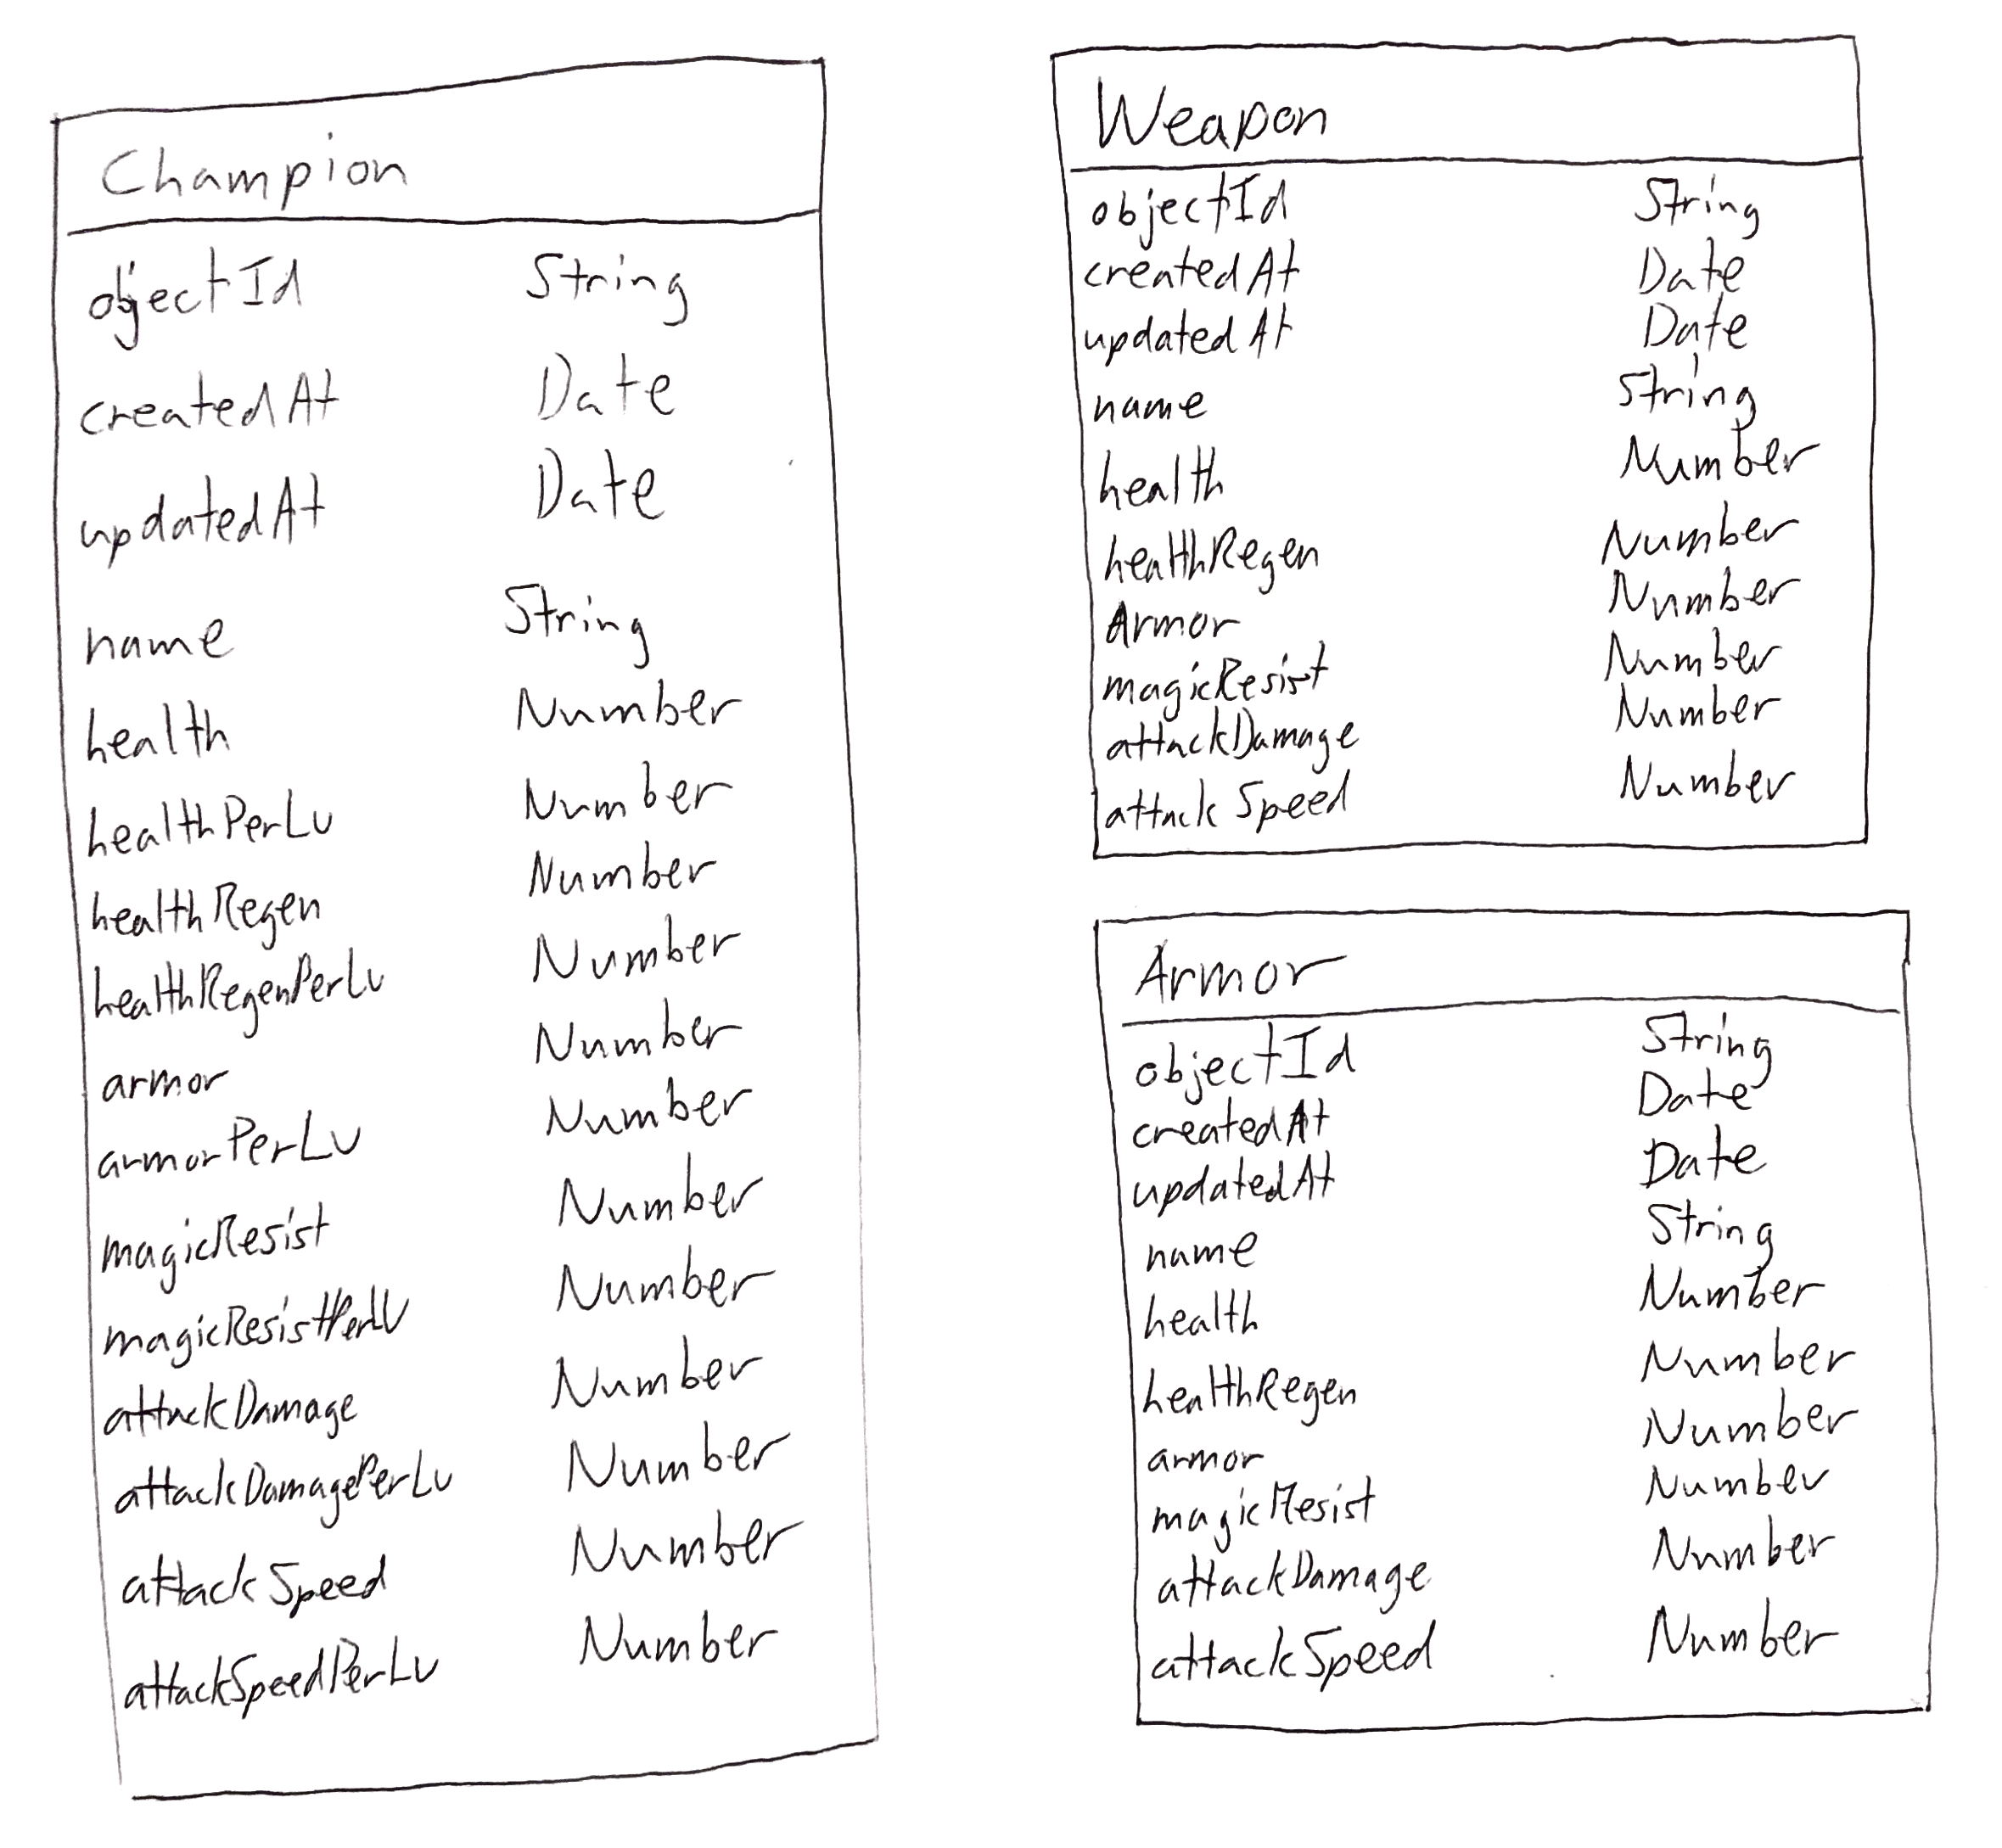 Champion
objectId String
createdAt Date
updatedAt Date
name String
health Number
healthPerLv Number
healthRegen Number
healthRegenPerLv Number
armor Number
armorPerLv Number
magicResist Number
magicResistPerLv Number
attackDamage Number
attackDamagePerLv Number
attackSpeed Number
attackSpeedPerLv Number
Weapon
objectId String
createdAt Date
updatedAt Date
name String
health Number
healthRegen Number
Armor Number
magicResist Number
attackDamage Number
attackSpeed Number
Armor
objectId String
createdAt Date
updatedAt Date
name String
health Number
healthRegen Number
armor Number
magicResist Number
attackDamage Number
attackSpeed Number